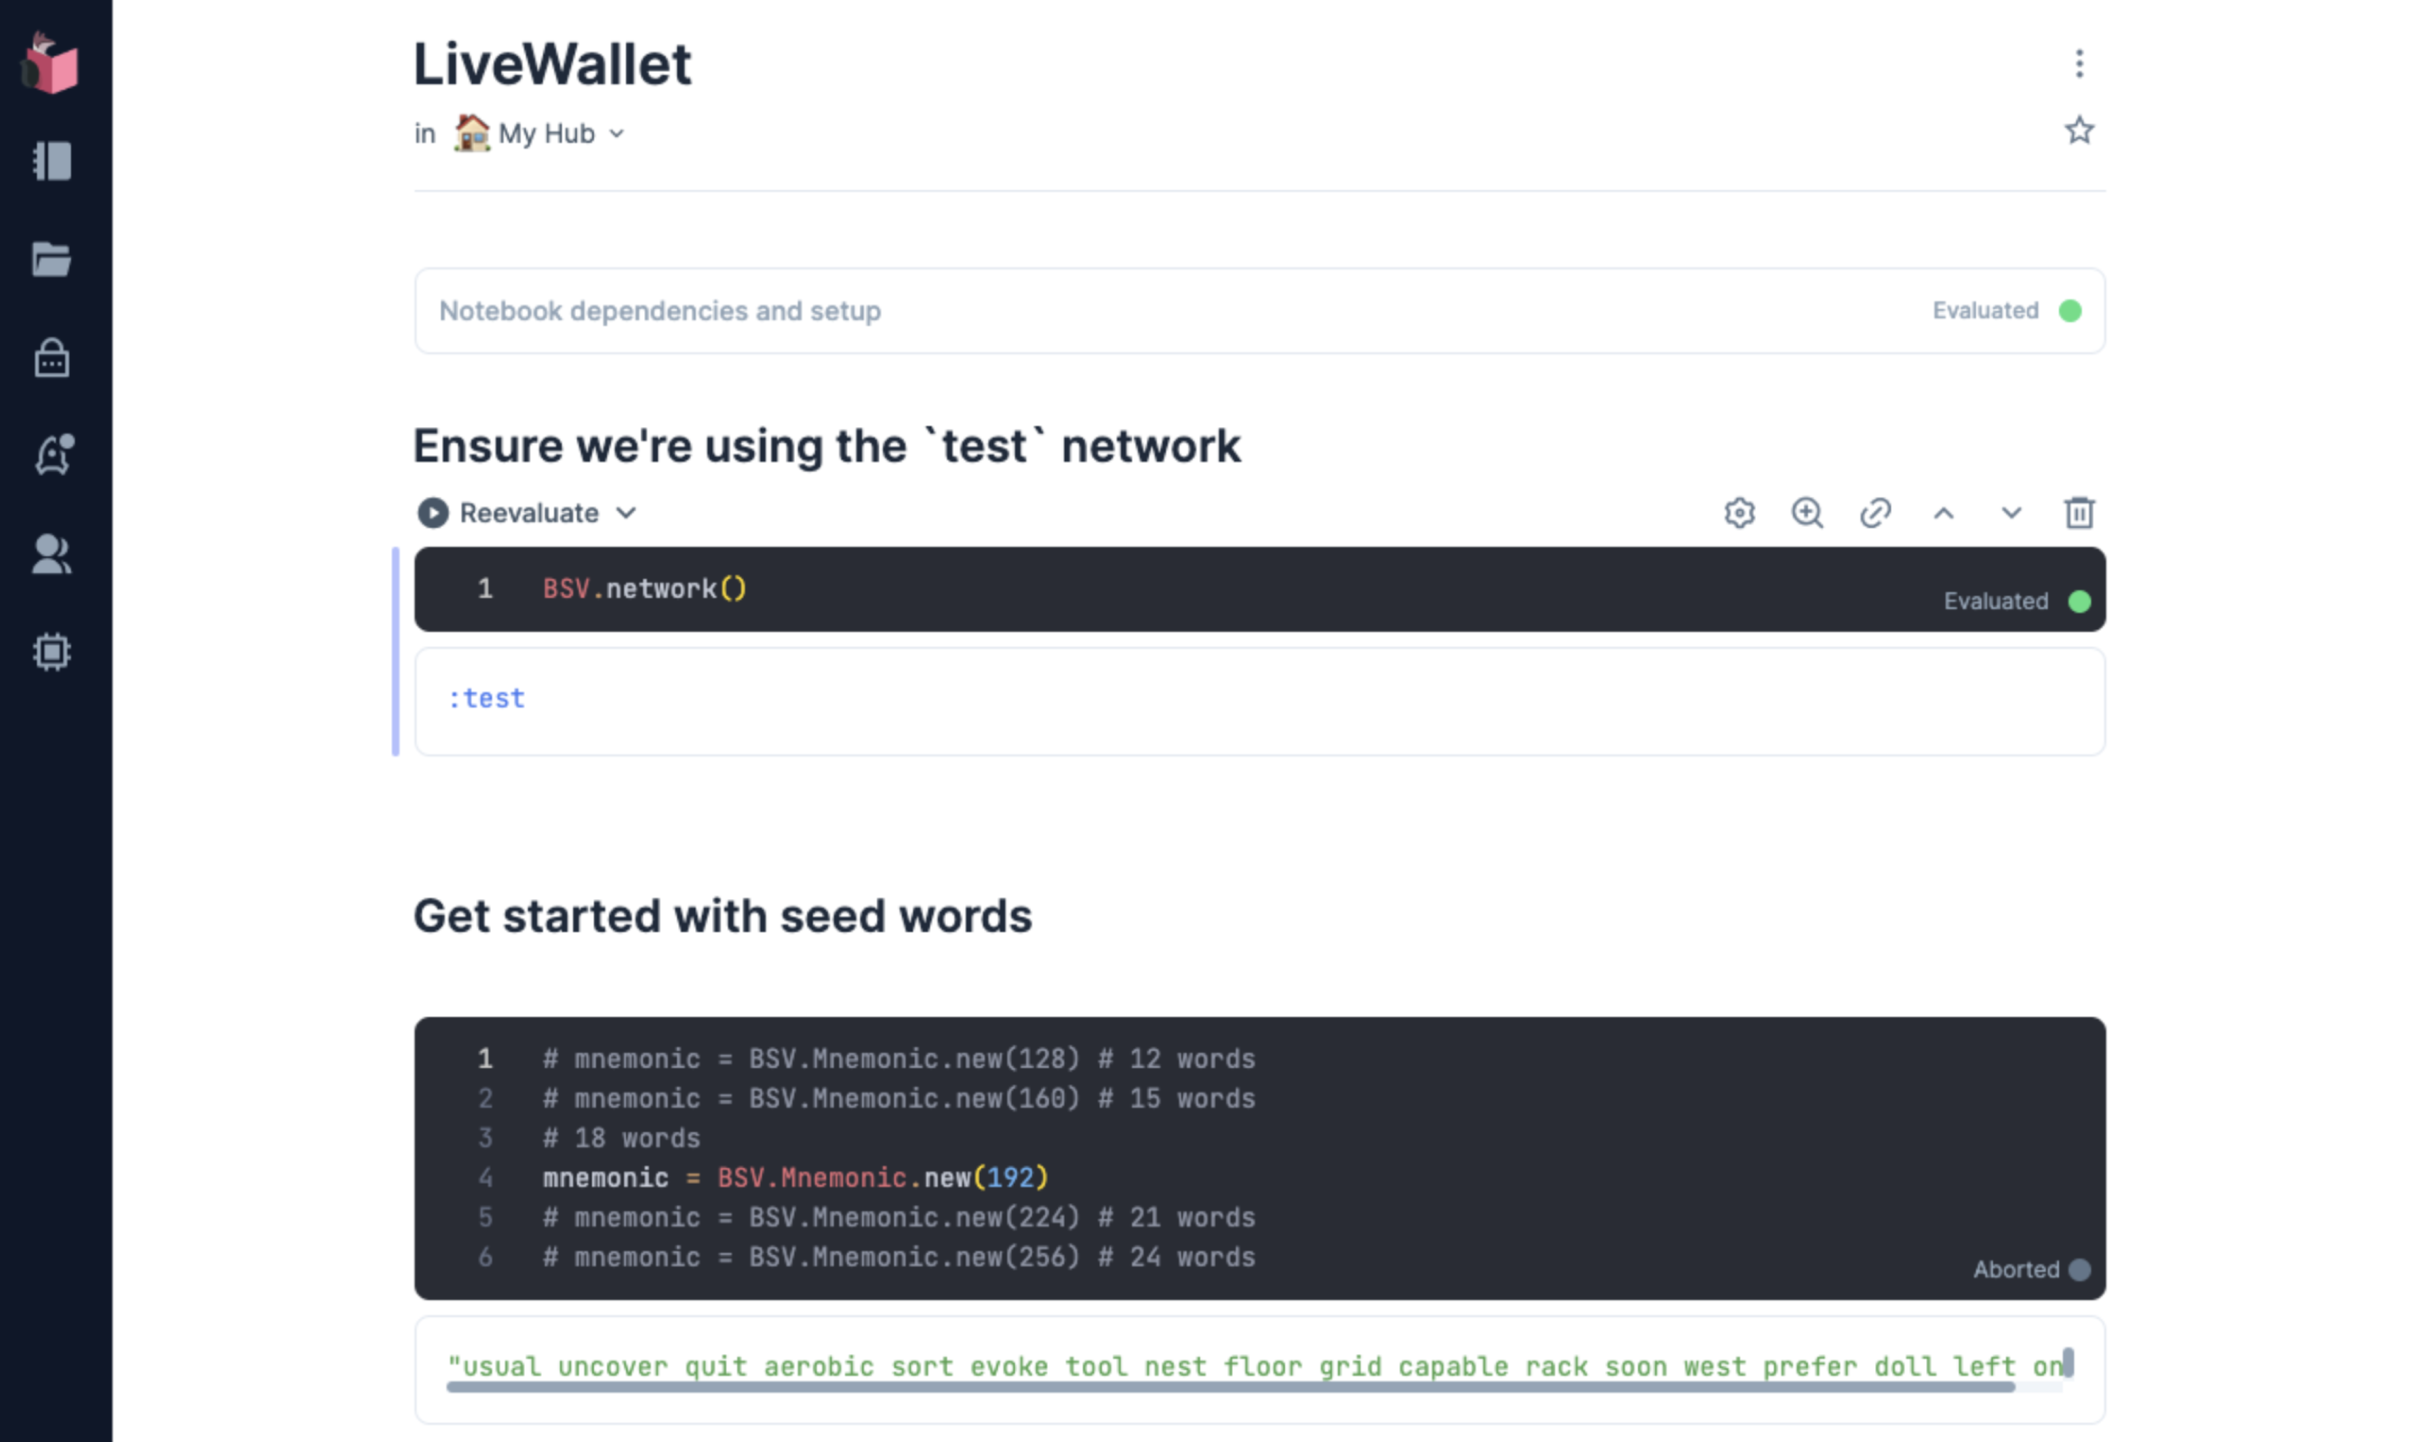 LiveWallet
in 🏠 My Hub
Notebook dependencies and setup
Evaluated
Ensure we're using the `test` network
Reevaluate
1 BSV.network()
Evaluated
:test
Get started with seed words
1 # mnemonic = BSV.Mnemonic.new(128) # 12 words
2 # mnemonic = BSV.Mnemonic.new(160) # 15 words
3 # 18 words
4 mnemonic = BSV.Mnemonic.new(192)
5 # mnemonic = BSV.Mnemonic.new(224) # 21 words
6 # mnemonic = BSV.Mnemonic.new(256) # 24 words
Aborted
"usual uncover quit aerobic sort evoke tool nest floor grid capable rack soon west prefer doll left on